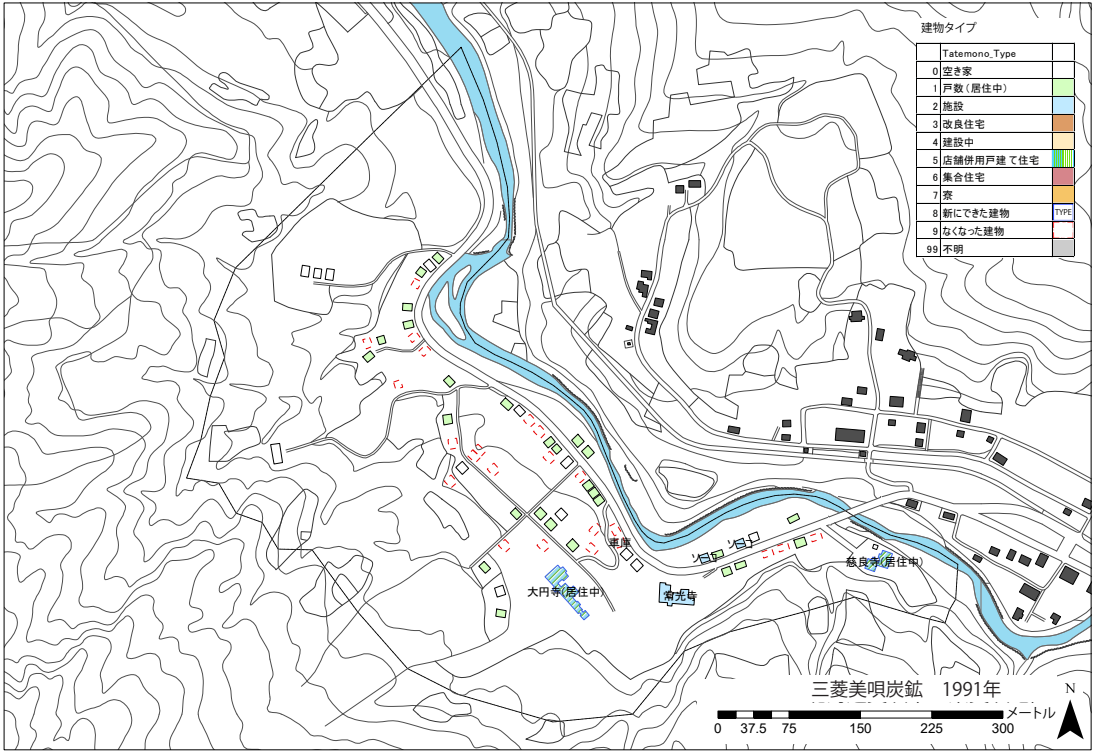 建物タイプ
Tatemono_Type
0 空き家
1 戸数(居住中)
2 施設
3 改良住宅
4 建設中
5 店舗併用戸建て住宅
6 集合住宅
7 寮
8 新にできた建物 TYPE
9 なくなった建物
99 不明
車庫
慈良寺(居住中)
大円寺(居住中)
常光寺
三菱美唄炭鉱 1991年
N
メートル
0 37.5 75 150 225 300